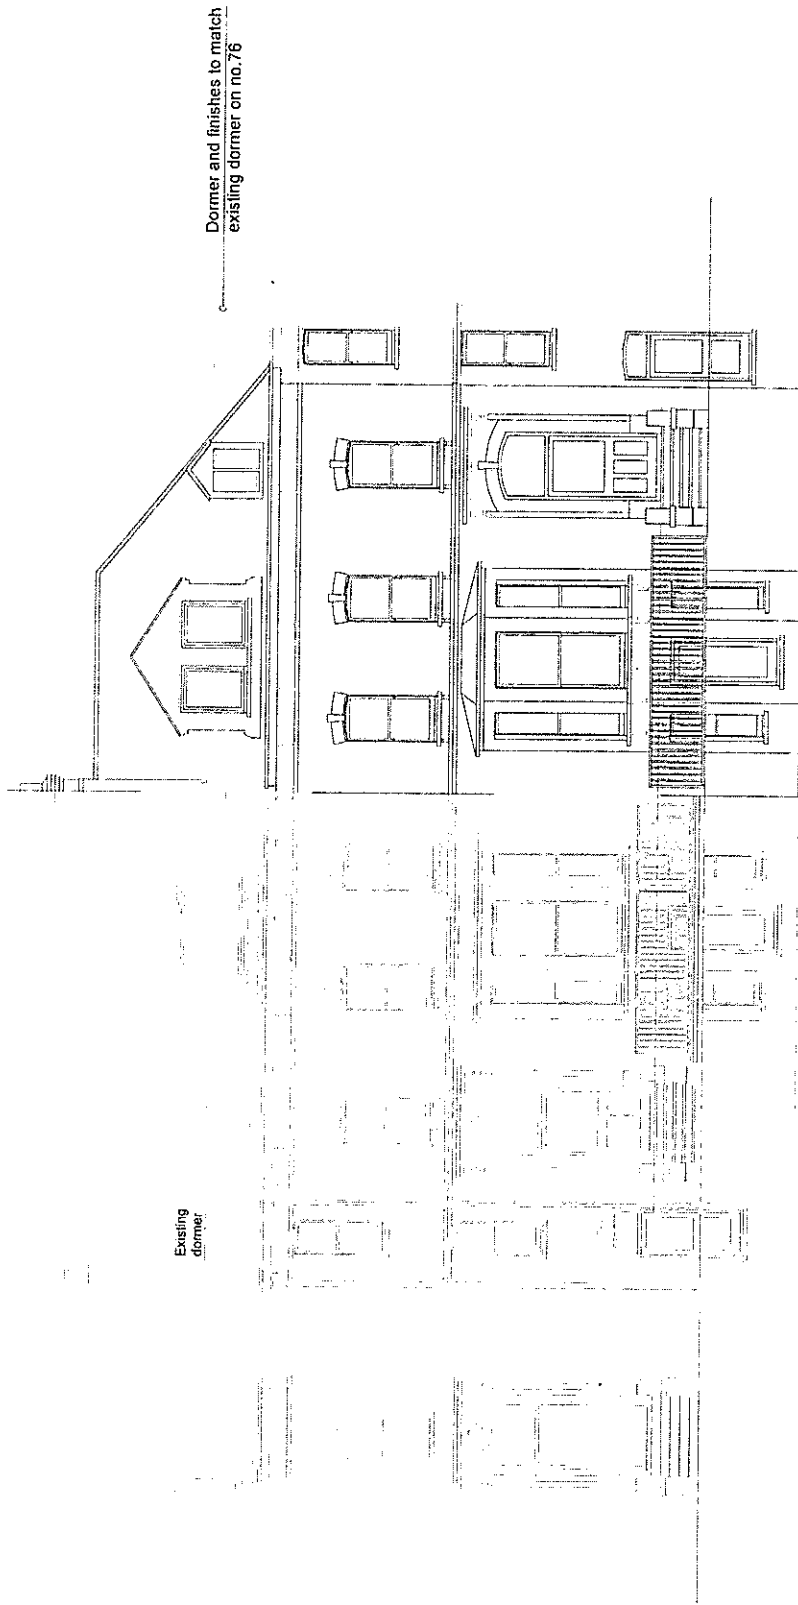 Dormer and finishes to match
existing dormer on no.76
Existing
dormer